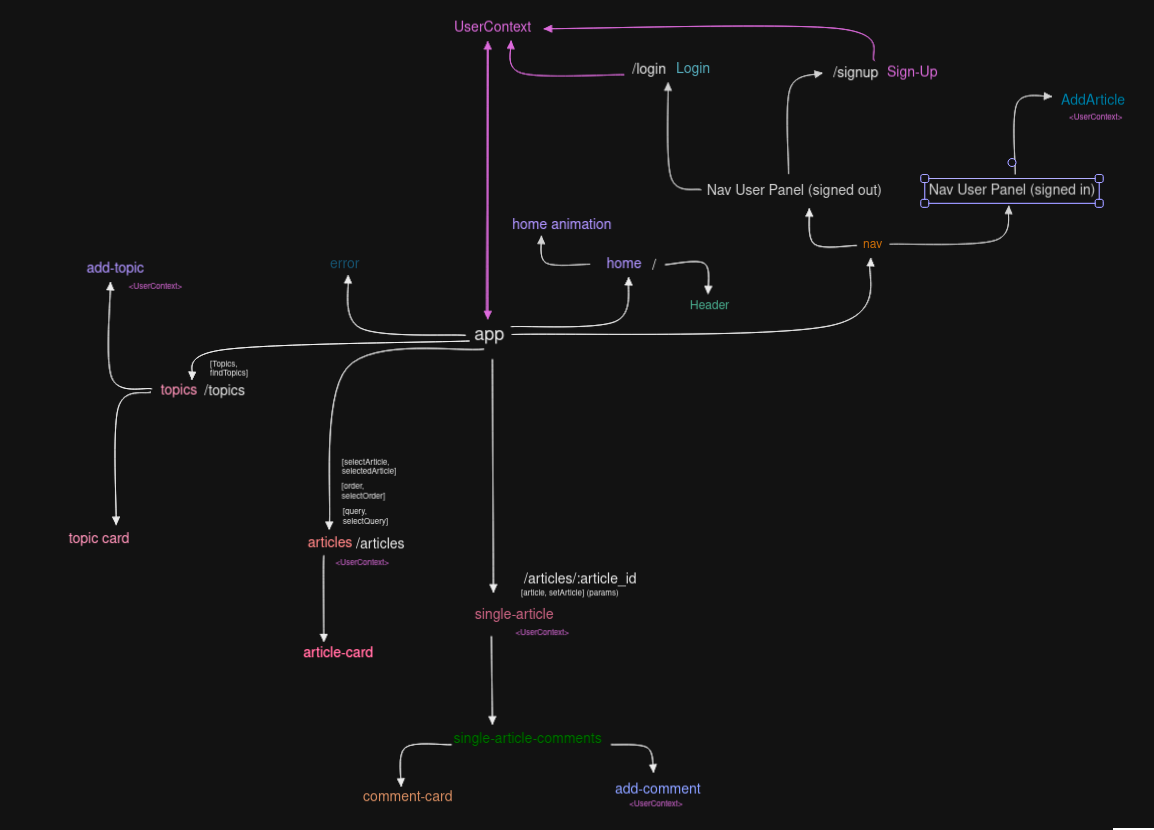 UserContext
/login Login
/signup Sign-Up
AddArticle
<UserContext>
Nav User Panel (signed out)
Nav User Panel (signed in)
home animation
nav
add-topic
<UserContext>
error
home /
Header
app
[Topics,
findTopics]
topics /topics
[selectArticle,
selectedArticle]
[order,
selectOrder]
[query,
selectQuery]
topic card
articles /articles
<UserContext>
/articles/:article_id
[article, setArticle] (params)
single-article
<UserContext>
article-card
single-article-comments
comment-card
add-comment
<UserContext>